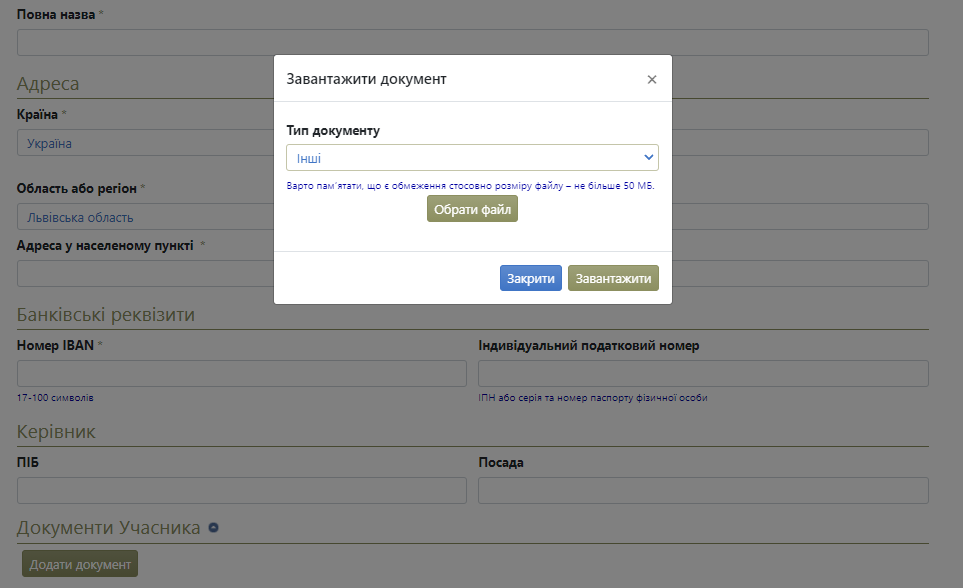 Повна назва *
Адреса
Країна *
Україна
Область або регіон *
Львівська область
Адреса у населеному пункті *
Завантажити документ ×
Тип документу
Інші
Варто пам'ятати, що є обмеження стосовно розміру файлу – не більше 50 МБ.
Обрати файл
Закрити Завантажити
Банківські реквізити
Номер IBAN * Індивідуальний податковий номер
17-100 символів ІПН або серія та номер паспорту фізичної особи
Керівник
ПІБ Посада
Документи Учасника
Додати документ